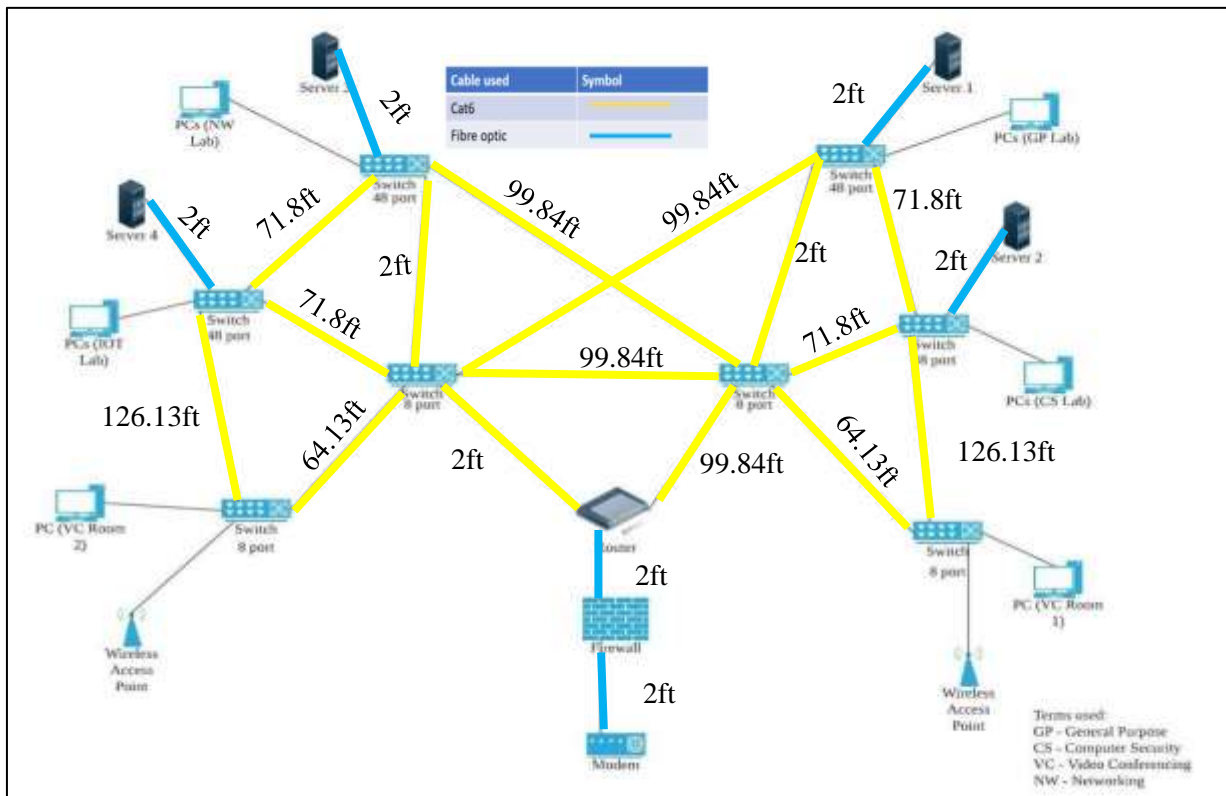 Cable used Symbol
Cat6
Fibre optic
Server
2ft
PCs (NW
Lab)
Switch
48 port
Server 1
2ft
PCs (GP Lab)
Switch
48 port
99.84ft
99.84ft
71.8ft
71.8ft
Server 4
2ft
2ft
2ft
Server 2
2ft
Switch
48 port
PCs (IOT
Lab)
71.8ft
71.8ft
Switch
48 port
PCs (CS Lab)
99.84ft
Switch
8 port
Switch
8 port
126.13ft
64.13ft
2ft
99.84ft
64.13ft
126.13ft
PC (VC Room
2)
Switch
8 port
Router
Switch
8 port
2ft
PC (VC Room
1)
Firewall
Wireless
Access
Point
2ft
Wireless
Access
Point
Modem
Terms used:
GP - General Purpose
CS - Computer Security
VC - Video Conferencing
NW - Networking